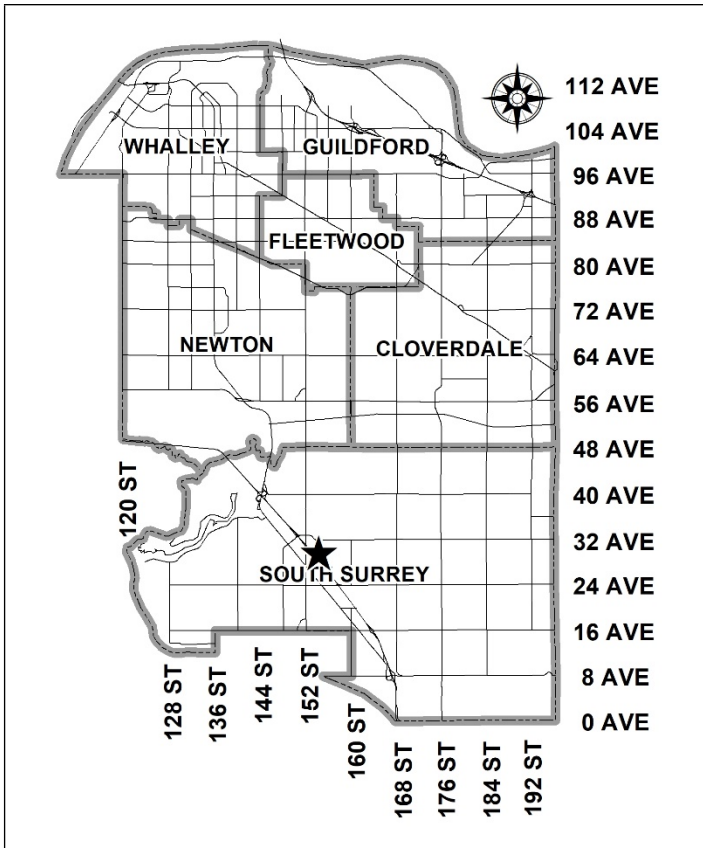 112 AVE
104 AVE
WHALLEY
GUILDFORD
96 AVE
88 AVE
FLEETWOOD
80 AVE
72 AVE
NEWTON
CLOVERDALE
64 AVE
56 AVE
48 AVE
120 ST
40 AVE
32 AVE
SOUTH SURREY
24 AVE
16 AVE
8 AVE
0 AVE
128 ST
136 ST
144 ST
152 ST
160 ST
168 ST
176 ST
184 ST
192 ST